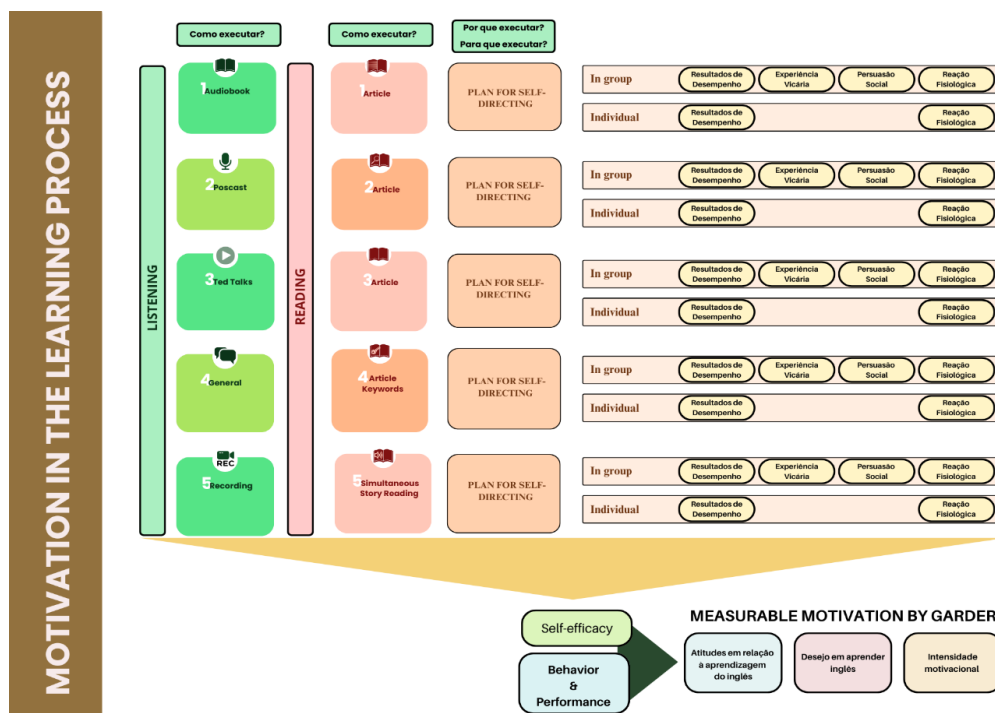 MOTIVATION IN THE LEARNING PROCESS
Como executar?
Como executar?
Por que executar?
Para que executar?
LISTENING
READING
1
Audiobook
1
Article
PLAN FOR SELF-
DIRECTING
In group
Resultados de
Desempenho
Experiência
Vicária
Persuasão
Social
Reação
Fisiológica
Individual
Resultados de
Desempenho
Reação
Fisiológica
2
Poscast
2
Article
PLAN FOR SELF-
DIRECTING
In group
Resultados de
Desempenho
Experiência
Vicária
Persuasão
Social
Reação
Fisiológica
Individual
Resultados de
Desempenho
Reação
Fisiológica
3
Ted Talks
3
Article
PLAN FOR SELF-
DIRECTING
In group
Resultados de
Desempenho
Experiência
Vicária
Persuasão
Social
Reação
Fisiológica
Individual
Resultados de
Desempenho
Reação
Fisiológica
4
General
4
Article
Keywords
PLAN FOR SELF-
DIRECTING
In group
Resultados de
Desempenho
Experiência
Vicária
Persuasão
Social
Reação
Fisiológica
Individual
Resultados de
Desempenho
Reação
Fisiológica
REC
5
Recording
5
Simultaneous
Story Reading
PLAN FOR SELF-
DIRECTING
In group
Resultados de
Desempenho
Experiência
Vicária
Persuasão
Social
Reação
Fisiológica
Individual
Resultados de
Desempenho
Reação
Fisiológica
Self-efficacy
Behavior
&
Performance
MEASURABLE MOTIVATION BY GARDER
Atitudes em relação
à aprendizagem
do inglês
Desejo em aprender
inglês
Intensidade
motivacional